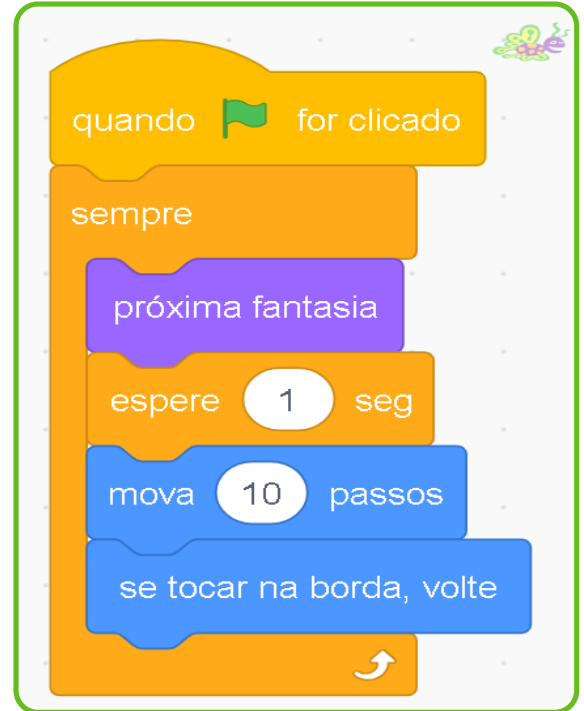 quando for clicado
sempre
próxima fantasia
espere 1 seg
mova 10 passos
se tocar na borda, volte